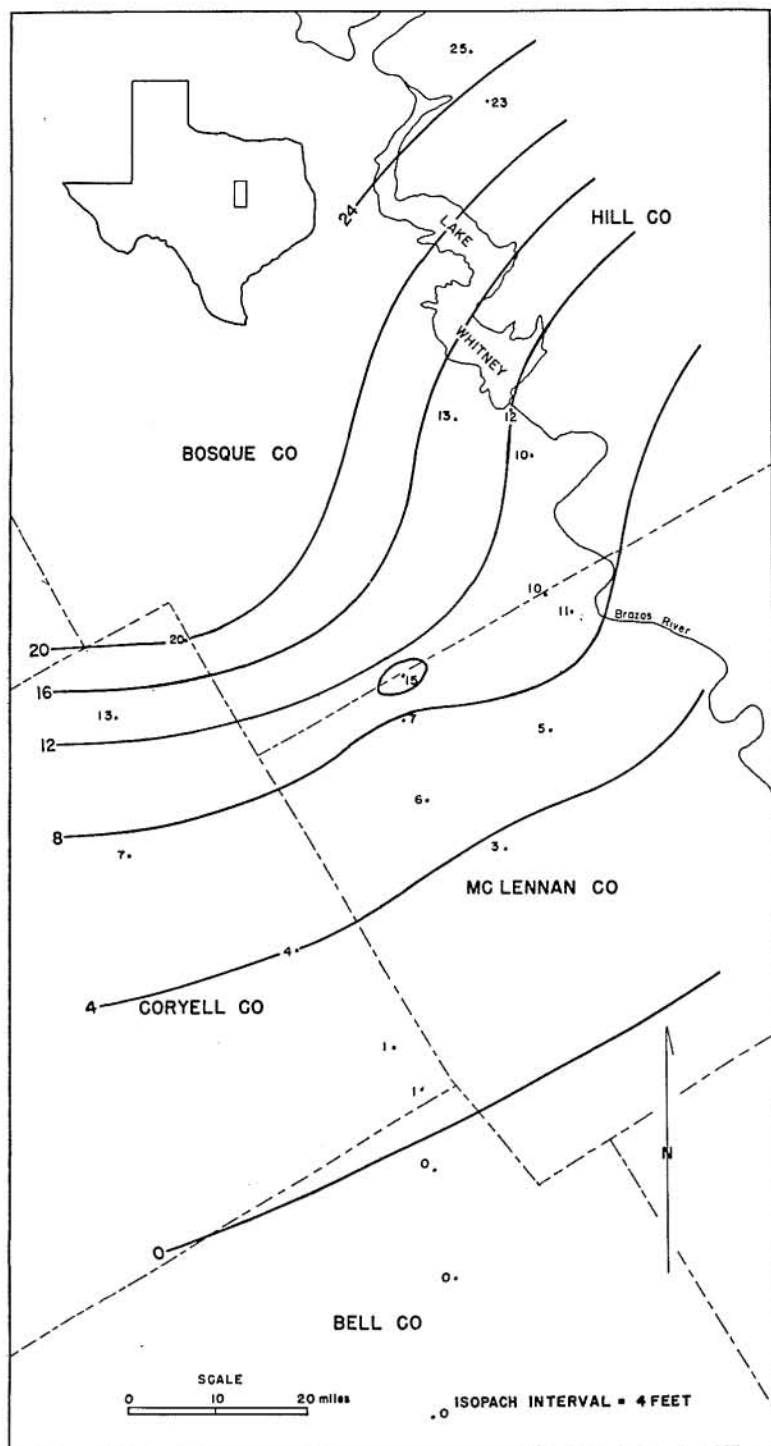 25
23
24
HILL CO
LAKE
WHITNEY
13
12
BOSQUE CO
10
10
11
Brazos River
20
20
16
15
13
7
12
5
6
8
7
3
MC LENNAN CO
4
4
CORYELL CO
1
1
N
0
0
0
BELL CO
SCALE
0 10 20 miles
ISOPACH INTERVAL = 4 FEET
0